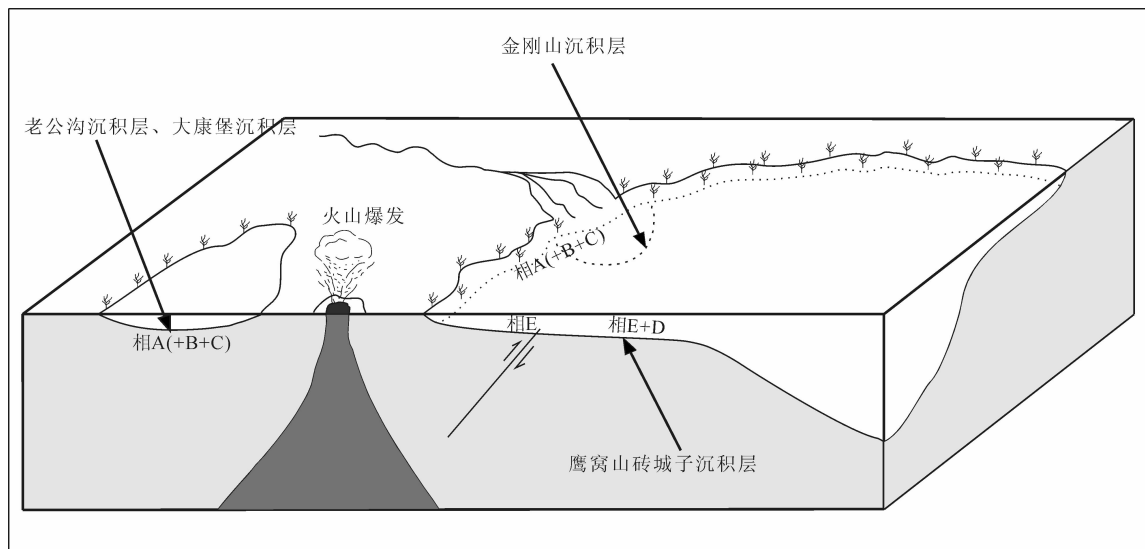 金刚山沉积层
老公沟沉积层、大康堡沉积层
火山爆发
相A(+B+C)
相E
相E+D
相A(+B+C)
鹰窝山砖城子沉积层